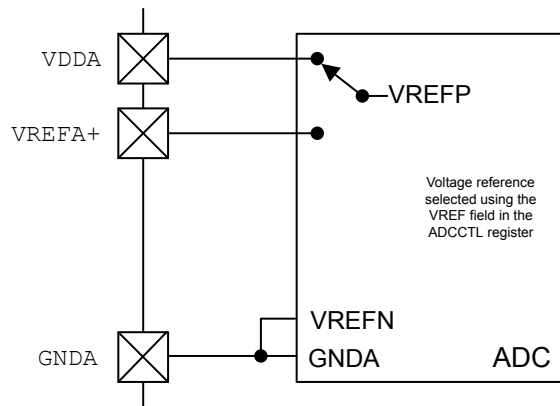 VDDA
VREFP
VREFA+
Voltage reference
selected using the
VREF field in the
ADCCTL register
VREFN
GNDA
GNDA
ADC